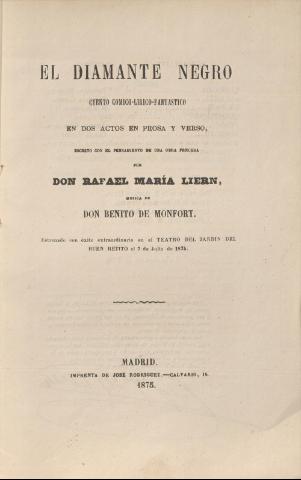 EL DIAMANTE NEGRO
CUENTO CÓMICO-LÍRICO-FANTÁSTICO
EN DOS ACTOS EN PROSA Y VERSO,
ESCRITO CON EL PENSAMIENTO DE UNA OBRA FRANCESA
POR
DON RAFAEL MARÍA LIERN,
MÚSICA DE
DON BENITO DE MONFORT.
Estrenado con éxito extraordinario en el TEATRO DEL JARDIN DEL
BUEN RETIRO el 7 de Julio de 1875.
MADRID.
IMPRENTA DE JOSÉ RODRIGUEZ.—CALVARIO, 18.
1875.